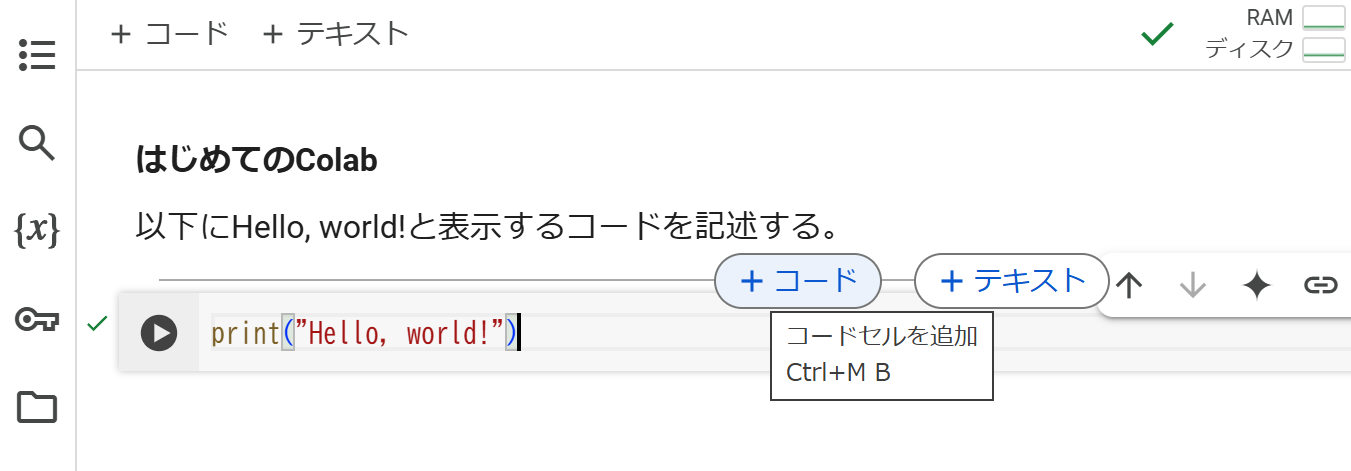 + コード + テキスト
RAM
ディスク
はじめてのColab
以下にHello, world!と表示するコードを記述する。
+ コード + テキスト
{x}
print("Hello, world!")
コードセルを追加
Ctrl+M B